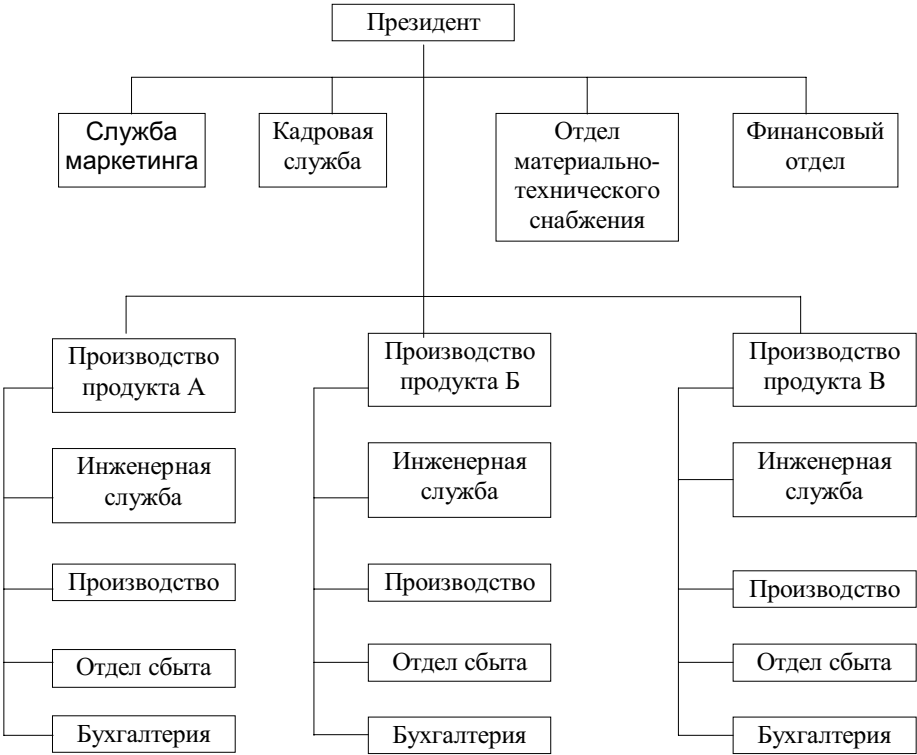 Президент
Служба
маркетинга
Кадровая
служба
Отдел
материально-
технического
снабжения
Финансовый
отдел
Производство
продукта А
Производство
продукта Б
Производство
продукта В
Инженерная
служба
Инженерная
служба
Инженерная
служба
Производство
Производство
Производство
Отдел сбыта
Отдел сбыта
Отдел сбыта
Бухгалтерия
Бухгалтерия
Бухгалтерия